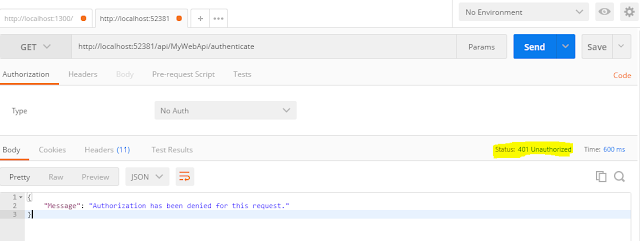 http://localhost:1300/ http://localhost:52381 + ••• No Environment
GET http://localhost:52381/api/MyWebApi/authenticate Params Send Save
Authorization Headers Body Pre-request Script Tests Code
Type No Auth
Body Cookies Headers (11) Test Results Status: 401 Unauthorized Time: 600 ms
Pretty Raw Preview JSON
1 {
2 "Message": "Authorization has been denied for this request."
3 }